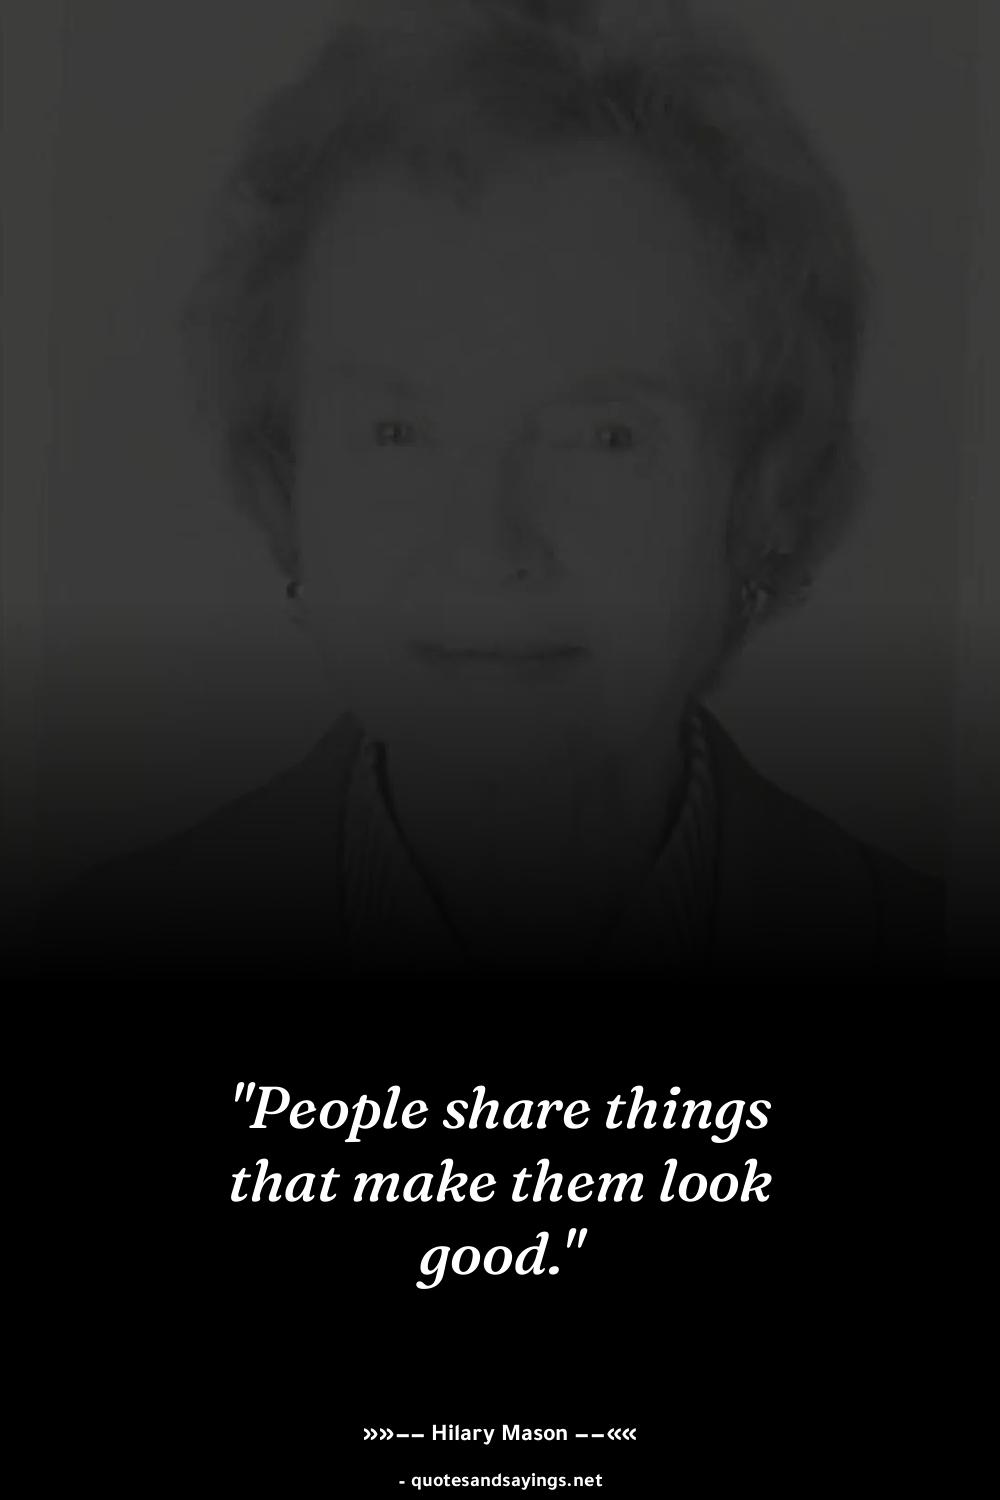 "People share things
that make them look
good."
»»–– Hilary Mason ––««
- quotesandsayings.net